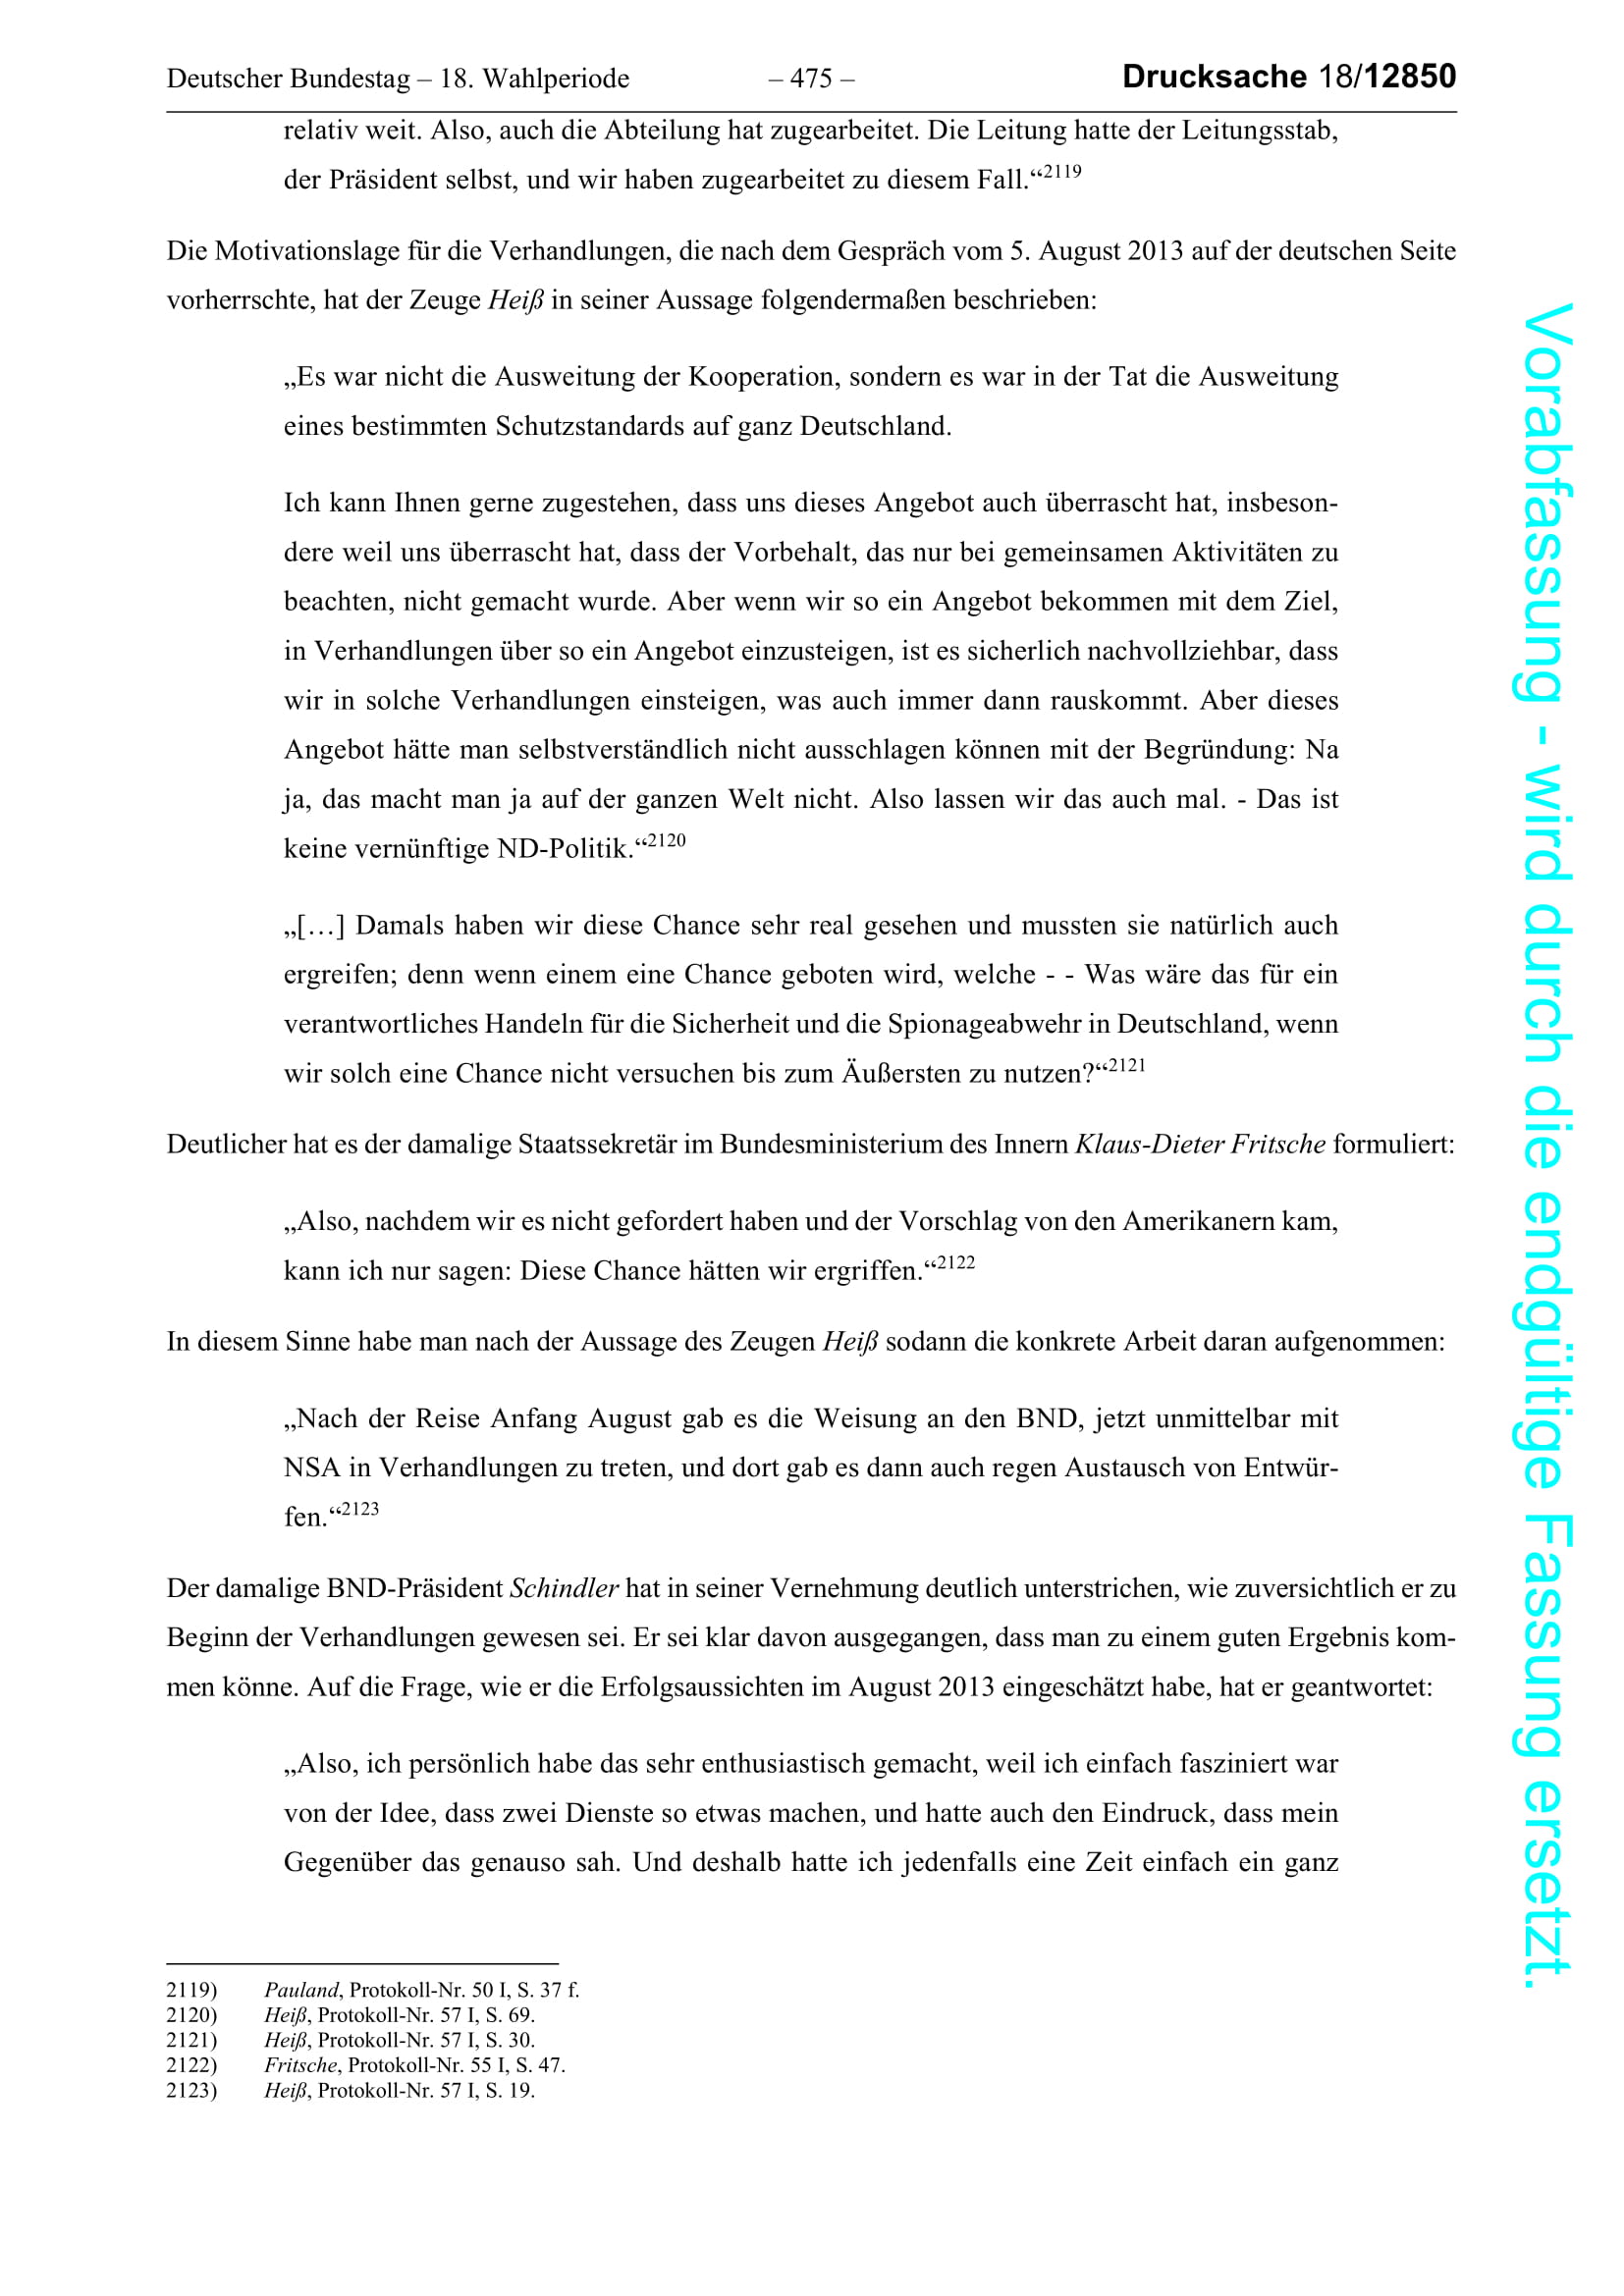 Deutscher Bundestag – 18. Wahlperiode – 475 – Drucksache 18/12850
relativ weit. Also, auch die Abteilung hat zugearbeitet. Die Leitung hatte der Leitungsstab,
der Präsident selbst, und wir haben zugearbeitet zu diesem Fall.“2119
Die Motivationslage für die Verhandlungen, die nach dem Gespräch vom 5. August 2013 auf der deutschen Seite
vorherrschte, hat der Zeuge Heiß in seiner Aussage folgendermaßen beschrieben:
„Es war nicht die Ausweitung der Kooperation, sondern es war in der Tat die Ausweitung
eines bestimmten Schutzstandards auf ganz Deutschland.
Ich kann Ihnen gerne zugestehen, dass uns dieses Angebot auch überrascht hat, insbeson-
dere weil uns überrascht hat, dass der Vorbehalt, das nur bei gemeinsamen Aktivitäten zu
beachten, nicht gemacht wurde. Aber wenn wir so ein Angebot bekommen mit dem Ziel,
in Verhandlungen über so ein Angebot einzusteigen, ist es sicherlich nachvollziehbar, dass
wir in solche Verhandlungen einsteigen, was auch immer dann rauskommt. Aber dieses
Angebot hätte man selbstverständlich nicht ausschlagen können mit der Begründung: Na
ja, das macht man ja auf der ganzen Welt nicht. Also lassen wir das auch mal. - Das ist
keine vernünftige ND-Politik.“2120
„[…] Damals haben wir diese Chance sehr real gesehen und mussten sie natürlich auch
ergreifen; denn wenn einem eine Chance geboten wird, welche - - Was wäre das für ein
verantwortliches Handeln für die Sicherheit und die Spionageabwehr in Deutschland, wenn
wir solch eine Chance nicht versuchen bis zum Äußersten zu nutzen?“2121
Deutlicher hat es der damalige Staatssekretär im Bundesministerium des Innern Klaus-Dieter Fritsche formuliert:
„Also, nachdem wir es nicht gefordert haben und der Vorschlag von den Amerikanern kam,
kann ich nur sagen: Diese Chance hätten wir ergriffen.“2122
In diesem Sinne habe man nach der Aussage des Zeugen Heiß sodann die konkrete Arbeit daran aufgenommen:
„Nach der Reise Anfang August gab es die Weisung an den BND, jetzt unmittelbar mit
NSA in Verhandlungen zu treten, und dort gab es dann auch regen Austausch von Entwür-
fen.“2123
Der damalige BND-Präsident Schindler hat in seiner Vernehmung deutlich unterstrichen, wie zuversichtlich er zu
Beginn der Verhandlungen gewesen sei. Er sei klar davon ausgegangen, dass man zu einem guten Ergebnis kom-
men könne. Auf die Frage, wie er die Erfolgsaussichten im August 2013 eingeschätzt habe, hat er geantwortet:
„Also, ich persönlich habe das sehr enthusiastisch gemacht, weil ich einfach fasziniert war
von der Idee, dass zwei Dienste so etwas machen, und hatte auch den Eindruck, dass mein
Gegenüber das genauso sah. Und deshalb hatte ich jedenfalls eine Zeit einfach ein ganz
2119) Pauland, Protokoll-Nr. 50 I, S. 37 f.
2120) Heiß, Protokoll-Nr. 57 I, S. 69.
2121) Heiß, Protokoll-Nr. 57 I, S. 30.
2122) Fritsche, Protokoll-Nr. 55 I, S. 47.
2123) Heiß, Protokoll-Nr. 57 I, S. 19.
Vorabfassung - wird durch die endgültige Fassung ersetzt.